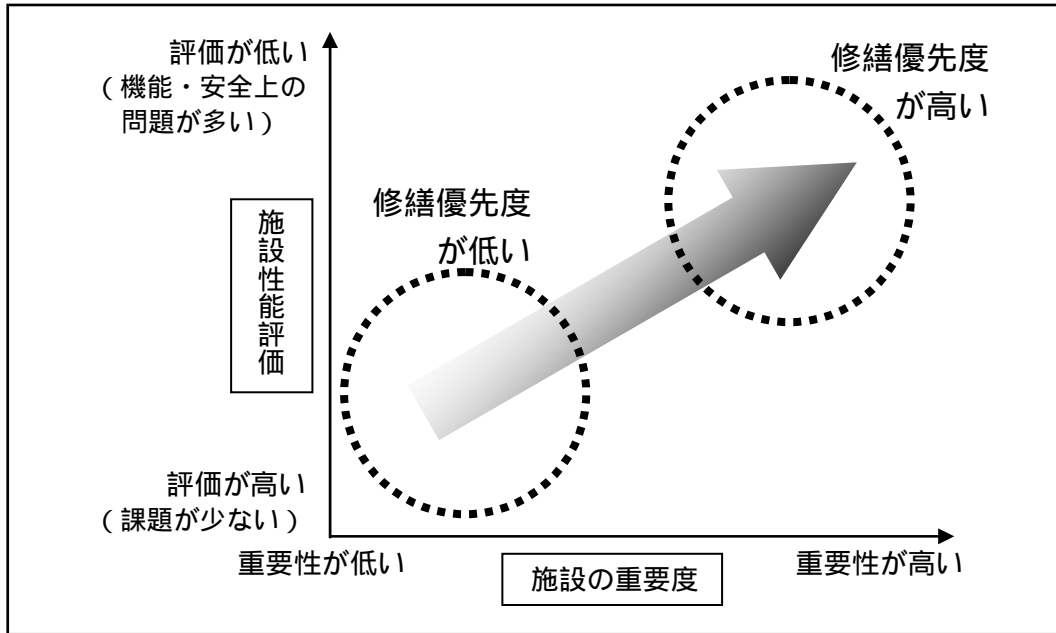 評価が低い
(機能・安全上の
問題が多い)
修繕優先度
が高い
修繕優先度
が低い
施設性能評価
評価が高い
(課題が少ない)
重要性が低い
施設の重要度
重要性が高い